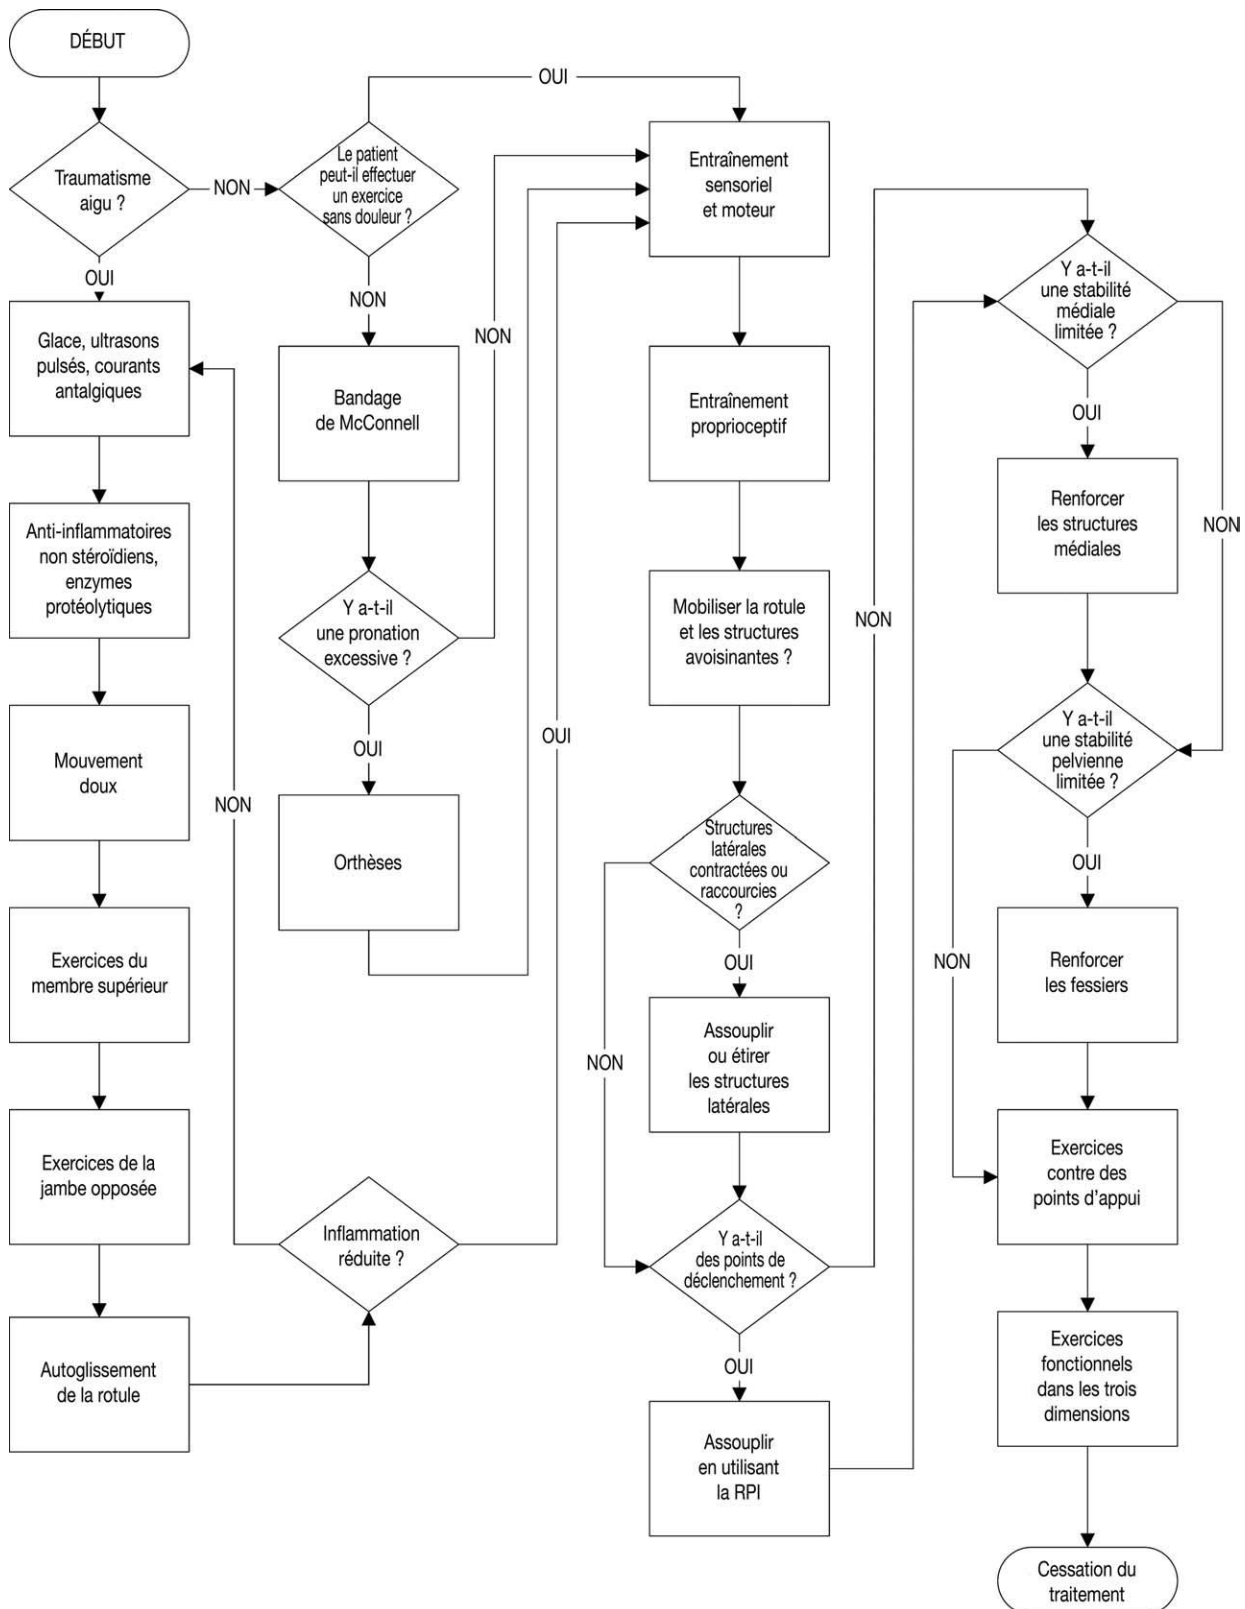 DÉBUT
Traumatisme
aigu ?
NON
OUI
Glace, ultrasons
pulsés, courants
antalgiques
Anti-inflammatoires
non stéroïdiens,
enzymes
protéolytiques
Mouvement
doux
Exercices du
membre supérieur
Exercices de la
jambe opposée
Autoglissement
de la rotule
Inflammation
réduite ?
NON
OUI
Le patient
peut-il effectuer
un exercice
sans douleur ?
OUI
NON
Bandage
de McConnell
Y a-t-il
une pronation
excessive ?
NON
OUI
Orthèses
Entraînement
sensoriel
et moteur
Entraînement
proprioceptif
Mobiliser la rotule
et les structures
avoisinantes ?
Structures
latérales
contractées ou
raccourcies
?
NON
OUI
Assouplir
ou étirer
les structures
latérales
Y a-t-il
des points de
déclenchement ?
NON
OUI
Assouplir
en utilisant
la RPI
Y a-t-il
une stabilité
médiale
limitée ?
OUI
NON
Renforcer
les structures
médiales
Y a-t-il
une stabilité
pelvienne
limitée ?
OUI
NON
Renforcer
les fessiers
Exercices
contre des
points d'appui
Exercices
fonctionnels
dans les trois
dimensions
Cessation du
traitement